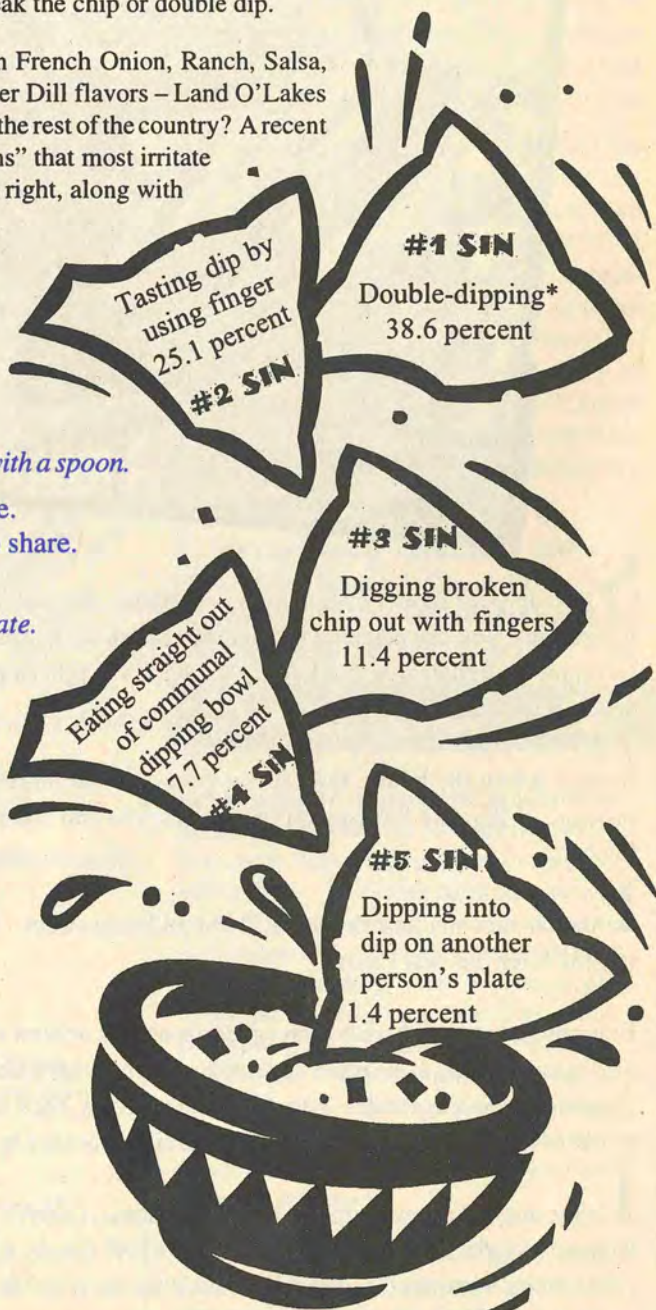 ak the chip or double dip.
n French Onion, Ranch, Salsa,
er Dill flavors – Land O'Lakes
the rest of the country? A recent
ns” that most irritate
right, along with
with a spoon.
e.
share.
ate.
#1 SIN
Double-dipping*
38.6 percent
Tasting dip by
using finger
25.1 percent
#2 SIN
#3 SIN
Digging broken
chip out with fingers
11.4 percent
Eating straight out
of communal
dipping bowl
7.7 percent
#4 SIN
#5 SIN
Dipping into
dip on another
person's plate
1.4 percent